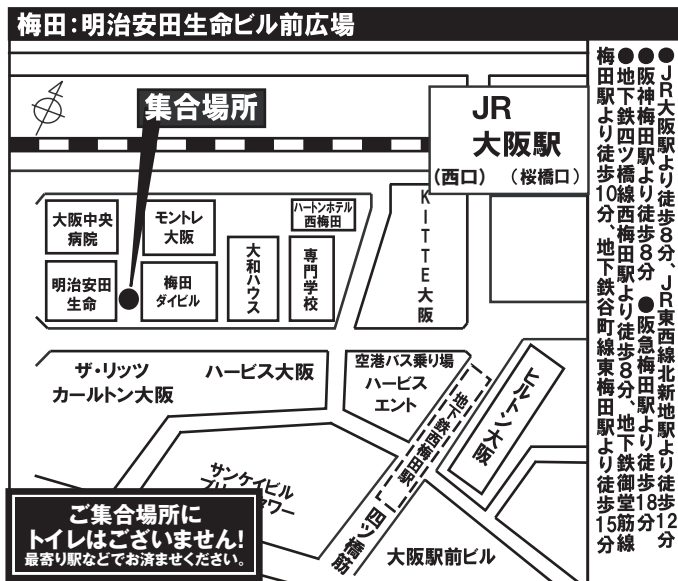 梅田：明治安田生命ビル前広場
集合場所
JR
大阪駅
（西口）（桜橋口）
大阪中央
病院
モントレ
大阪
ハートンホテル
西梅田
KITTE大阪
明治安田
生命
梅田
ダイビル
大和ハウス
専門学校
ザ・リッツ
カールトン大阪
ハービス大阪
空港バス乗り場
ハービス
エント
地下鉄西梅田駅
四ツ橋筋
ヒルトン大阪
サンケイビル
大阪駅前ビル
ご集合場所に
トイレはございません！
最寄り駅などでお済ませください。
●JR大阪駅より徒歩8分、JR東西線北新地駅より徒歩12分
●阪神梅田駅より徒歩8分 ●阪急梅田駅より徒歩18分
●地下鉄四ツ橋線西梅田駅より徒歩8分、地下鉄御堂筋線
梅田駅より徒歩10分、地下鉄谷町線東梅田駅より徒歩15分